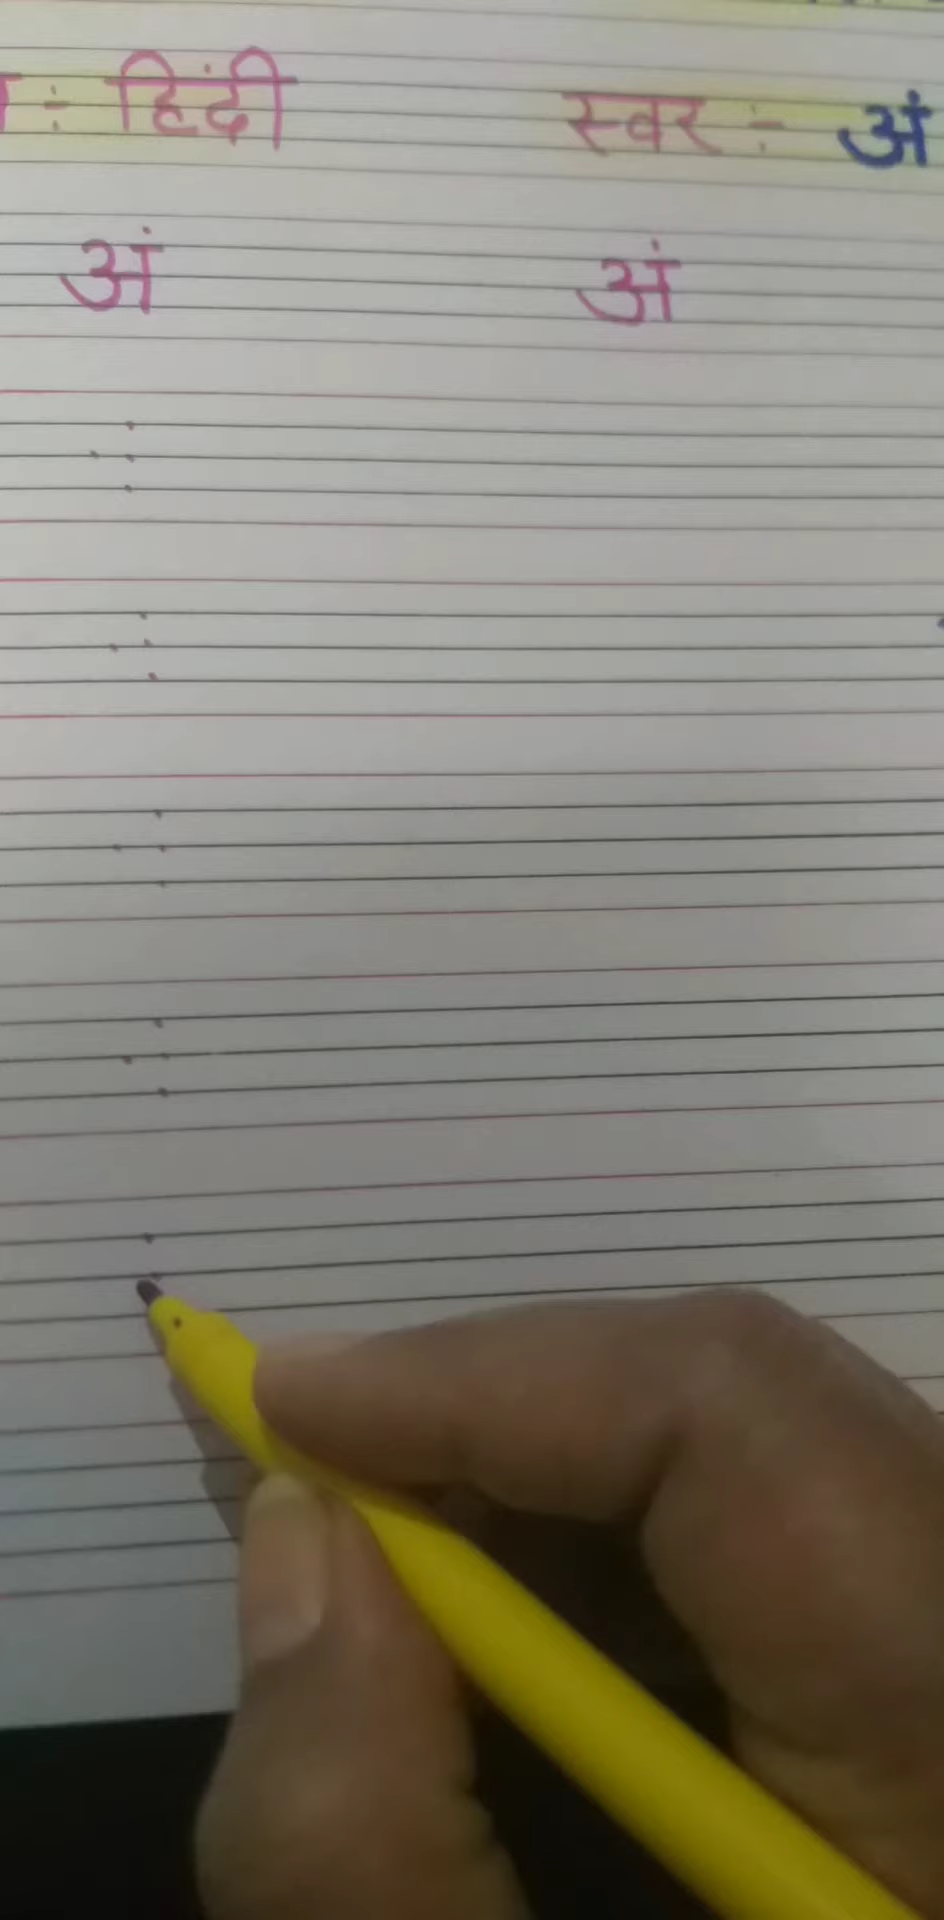 :- हिंदी स्वर :- अं
अं अं